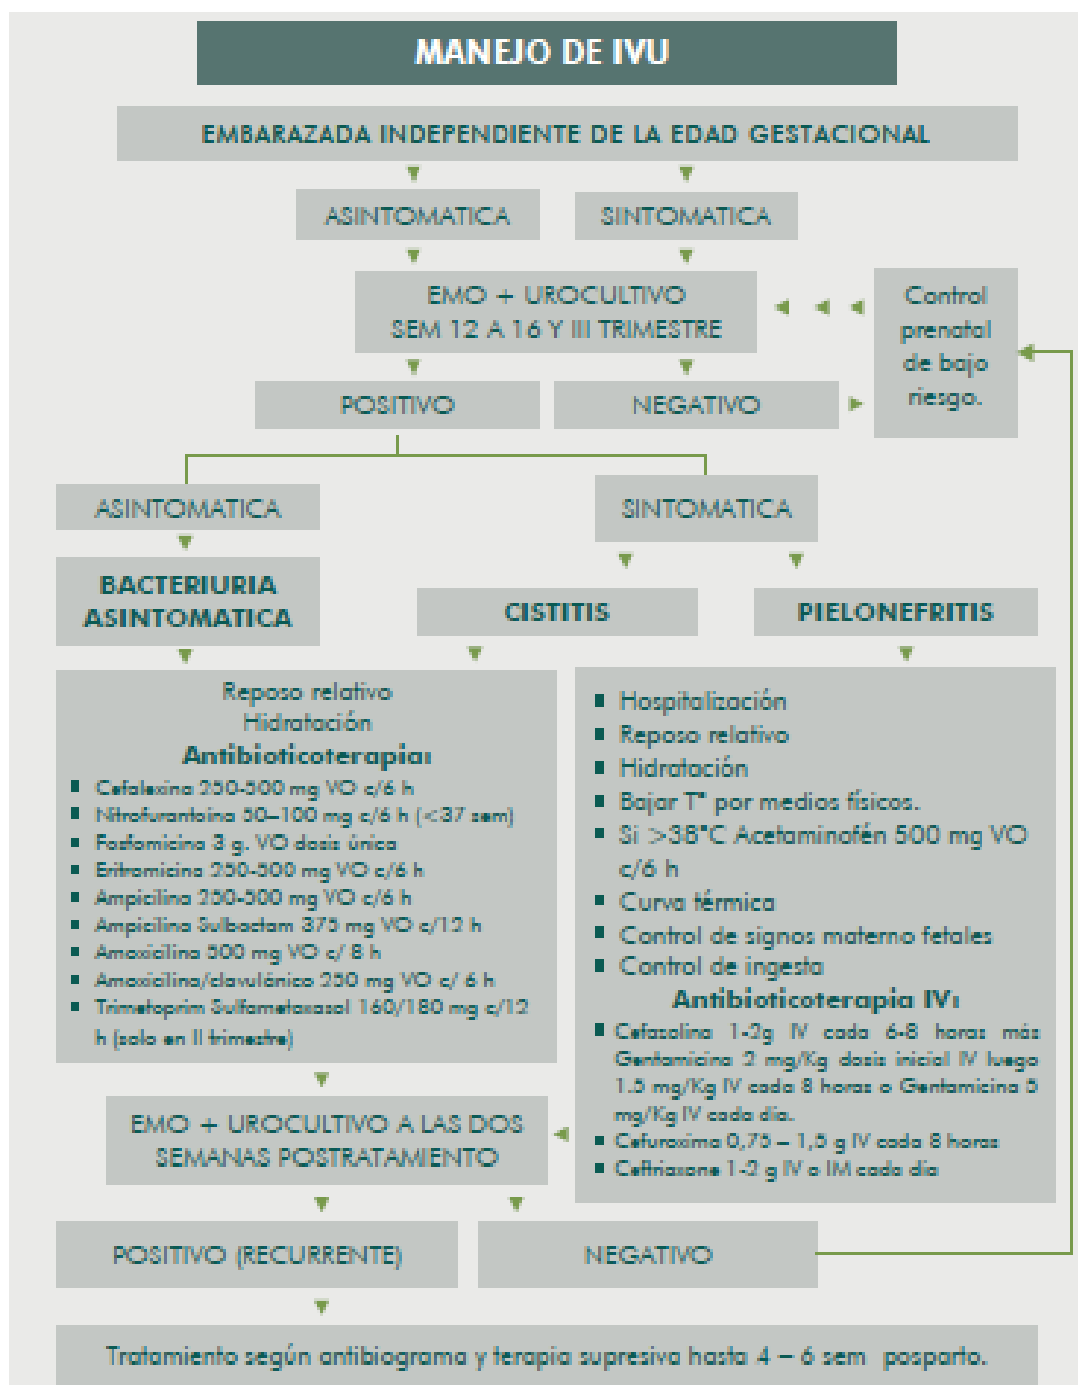 MANEJO DE IVU
EMBARAZADA INDEPENDIENTE DE LA EDAD GESTACIONAL
ASINTOMATICA
SINTOMATICA
EMO + UROCULTIVO
SEM 12 A 16 Y III TRIMESTRE
Control
prenatal
de bajo
riesgo.
POSITIVO
NEGATIVO
ASINTOMATICA
SINTOMATICA
BACTERIURIA
ASINTOMATICA
CISTITIS
PIELONEFRITIS
Reposo relativo
Hidratación
Antibioticoterapia:
▪ Cefalexina 250-500 mg VO c/6 h
▪ Nitrofurantoina 50–100 mg c/6 h (<37 sem)
▪ Fosfomicina 3 g. VO dosis única
▪ Eritromicina 250-500 mg VO c/6 h
▪ Ampicilina 250-500 mg VO c/6 h
▪ Ampicilina Sulbactam 375 mg VO c/12 h
▪ Amoxicilina 500 mg VO c/ 8 h
▪ Amoxicilina/clavulánico 250 mg VO c/ 6 h
▪ Trimetoprim Sulfametoxasol 160/180 mg c/12
h (solo en II trimestre)
▪ Hospitalización
▪ Reposo relativo
▪ Hidratación
▪ Bajar T° por medios físicos.
▪ Si >38°C Acetaminofén 500 mg VO
c/6 h
▪ Curva térmica
▪ Control de signos materno fetales
▪ Control de ingesta
Antibioticoterapia IV:
▪ Cefazolina 1-2g IV cada 6-8 horas más
Gentamicina 2 mg/Kg dosis inicial IV luego
1.5 mg/Kg IV cada 8 horas o Gentamicina 5
mg/Kg IV cada día.
▪ Cefuroxima 0,75 – 1,5 g IV cada 8 horas
▪ Ceftriaxone 1-2 g IV o IM cada día
EMO + UROCULTIVO A LAS DOS
SEMANAS POSTRATAMIENTO
POSITIVO (RECURRENTE)
NEGATIVO
Tratamiento según antibiograma y terapia supresiva hasta 4 – 6 sem posparto.